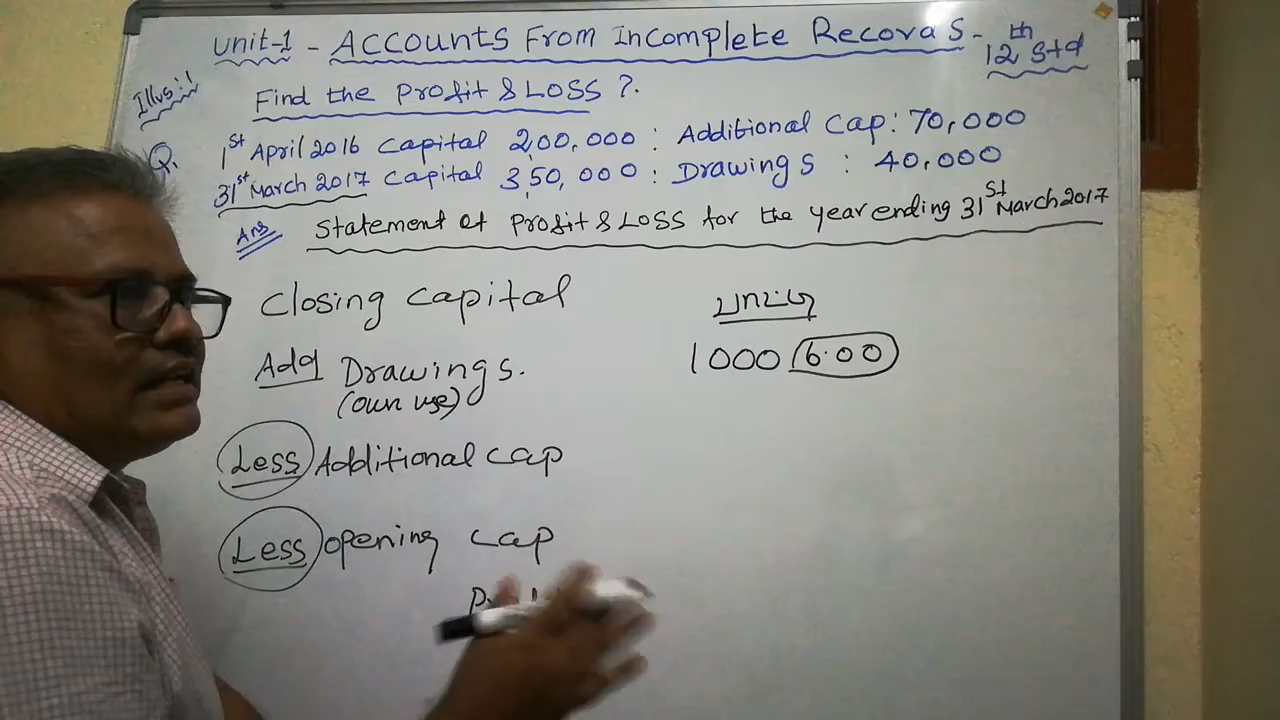 Unit-1 - Accounts From Incomplete Records - 12th Std
Illus:1
Find the Profit & Loss ?.
Q. 1st April 2016 Capital 2,00,000 : Additional Cap: 70,000
31st March 2017 Capital 3,50,000 : Drawings : 40,000
Ans Statement of Profit & Loss for the year ending 31st March 2017
Closing Capital
Add Drawings.
(own use)
Less Additional cap
Less opening cap
1000 6.00